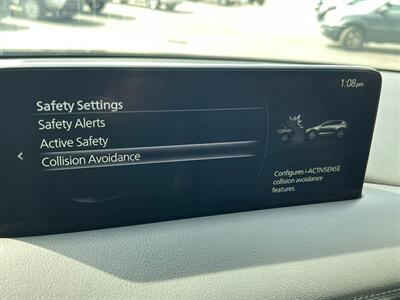 1:08pm
Safety Settings
Safety Alerts
Active Safety
Collision Avoidance
Configures i-ACTIVSENSE
collision avoidance
features.